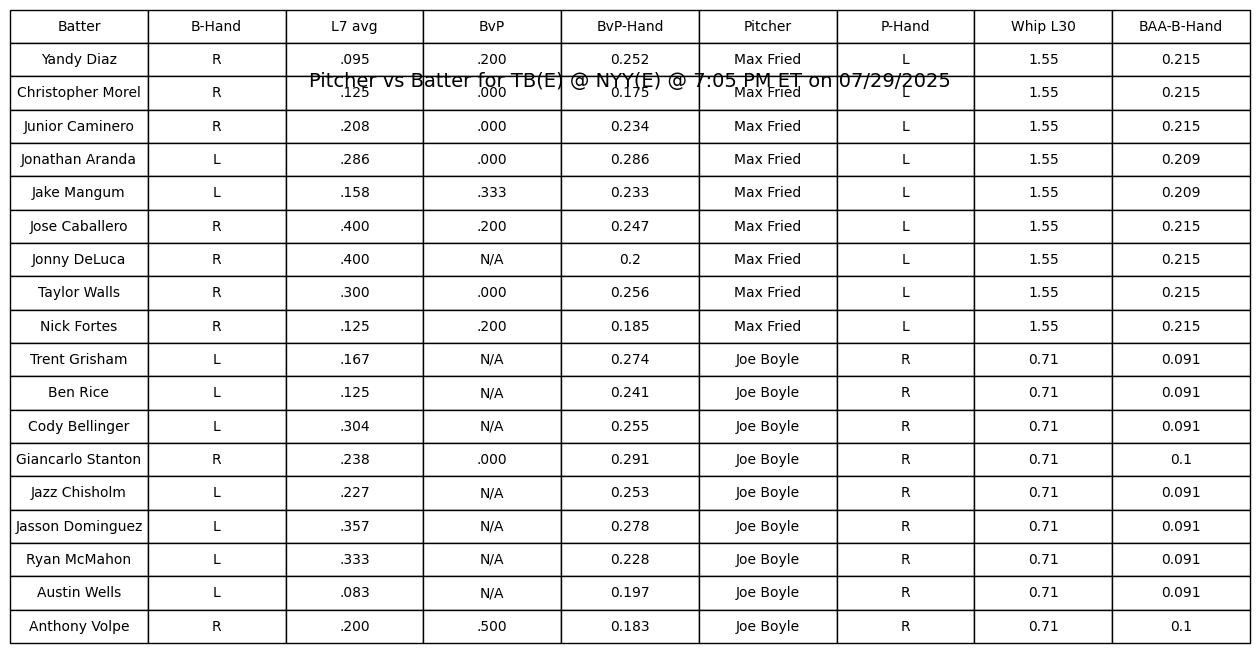 Batter B-Hand L7 avg BvP BvP-Hand Pitcher P-Hand Whip L30 BAA-B-Hand
Yandy Diaz R .095 .200 0.252 Max Fried L 1.55 0.215
Pitcher vs Batter for TB(E) @ NYY(E) @ 7:05 PM ET on 07/29/2025
Christopher Morel R .125 .000 0.175 Max Fried L 1.55 0.215
Junior Caminero R .208 .000 0.234 Max Fried L 1.55 0.215
Jonathan Aranda L .286 .000 0.286 Max Fried L 1.55 0.209
Jake Mangum L .158 .333 0.233 Max Fried L 1.55 0.209
Jose Caballero R .400 .200 0.247 Max Fried L 1.55 0.215
Jonny DeLuca R .400 N/A 0.2 Max Fried L 1.55 0.215
Taylor Walls R .300 .000 0.256 Max Fried L 1.55 0.215
Nick Fortes R .125 .200 0.185 Max Fried L 1.55 0.215
Trent Grisham L .167 N/A 0.274 Joe Boyle R 0.71 0.091
Ben Rice L .125 N/A 0.241 Joe Boyle R 0.71 0.091
Cody Bellinger L .304 N/A 0.255 Joe Boyle R 0.71 0.091
Giancarlo Stanton R .238 .000 0.291 Joe Boyle R 0.71 0.1
Jazz Chisholm L .227 N/A 0.253 Joe Boyle R 0.71 0.091
Jasson Dominguez L .357 N/A 0.278 Joe Boyle R 0.71 0.091
Ryan McMahon L .333 N/A 0.228 Joe Boyle R 0.71 0.091
Austin Wells L .083 N/A 0.197 Joe Boyle R 0.71 0.091
Anthony Volpe R .200 .500 0.183 Joe Boyle R 0.71 0.1